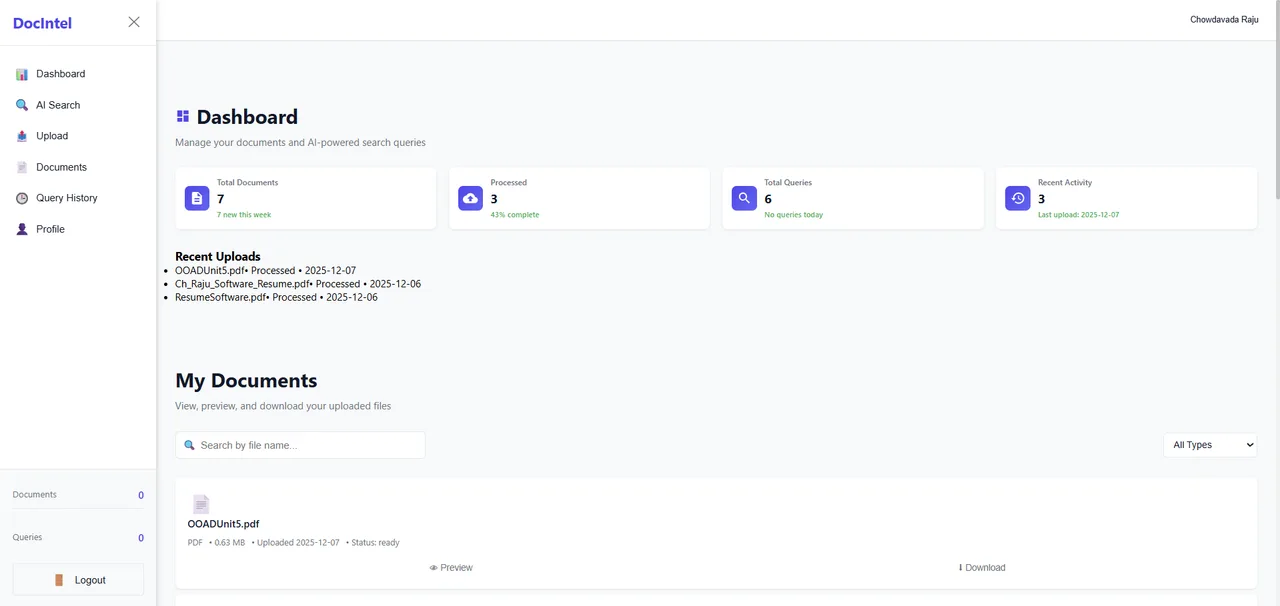 DocIntel
Chowdavada Raju
Dashboard
AI Search
Upload
Documents
Query History
Profile
Documents 0
Queries 0
Logout
Dashboard
Manage your documents and AI-powered search queries
Total Documents
7
7 new this week
Processed
3
43% complete
Total Queries
6
No queries today
Recent Activity
3
Last upload: 2025-12-07
Recent Uploads
• OOADUnit5.pdf• Processed • 2025-12-07
• Ch_Raju_Software_Resume.pdf• Processed • 2025-12-06
• ResumeSoftware.pdf• Processed • 2025-12-06
My Documents
View, preview, and download your uploaded files
Search by file name...
All Types
OOADUnit5.pdf
PDF • 0.63 MB • Uploaded 2025-12-07 • Status: ready
Preview
Download